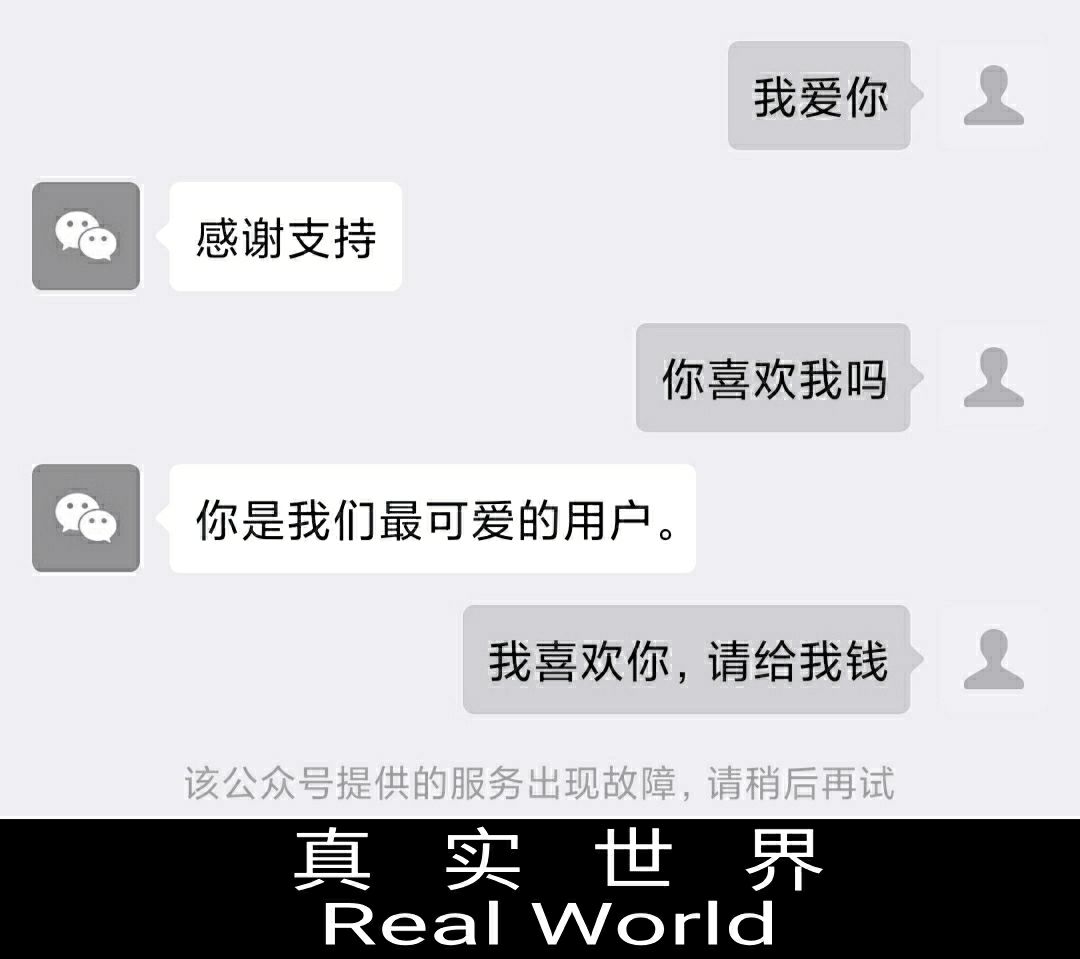 我爱你
感谢支持
你喜欢我吗
你是我们最可爱的用户。
我喜欢你，请给我钱
该公众号提供的服务出现故障，请稍后再试
真实世界
Real World